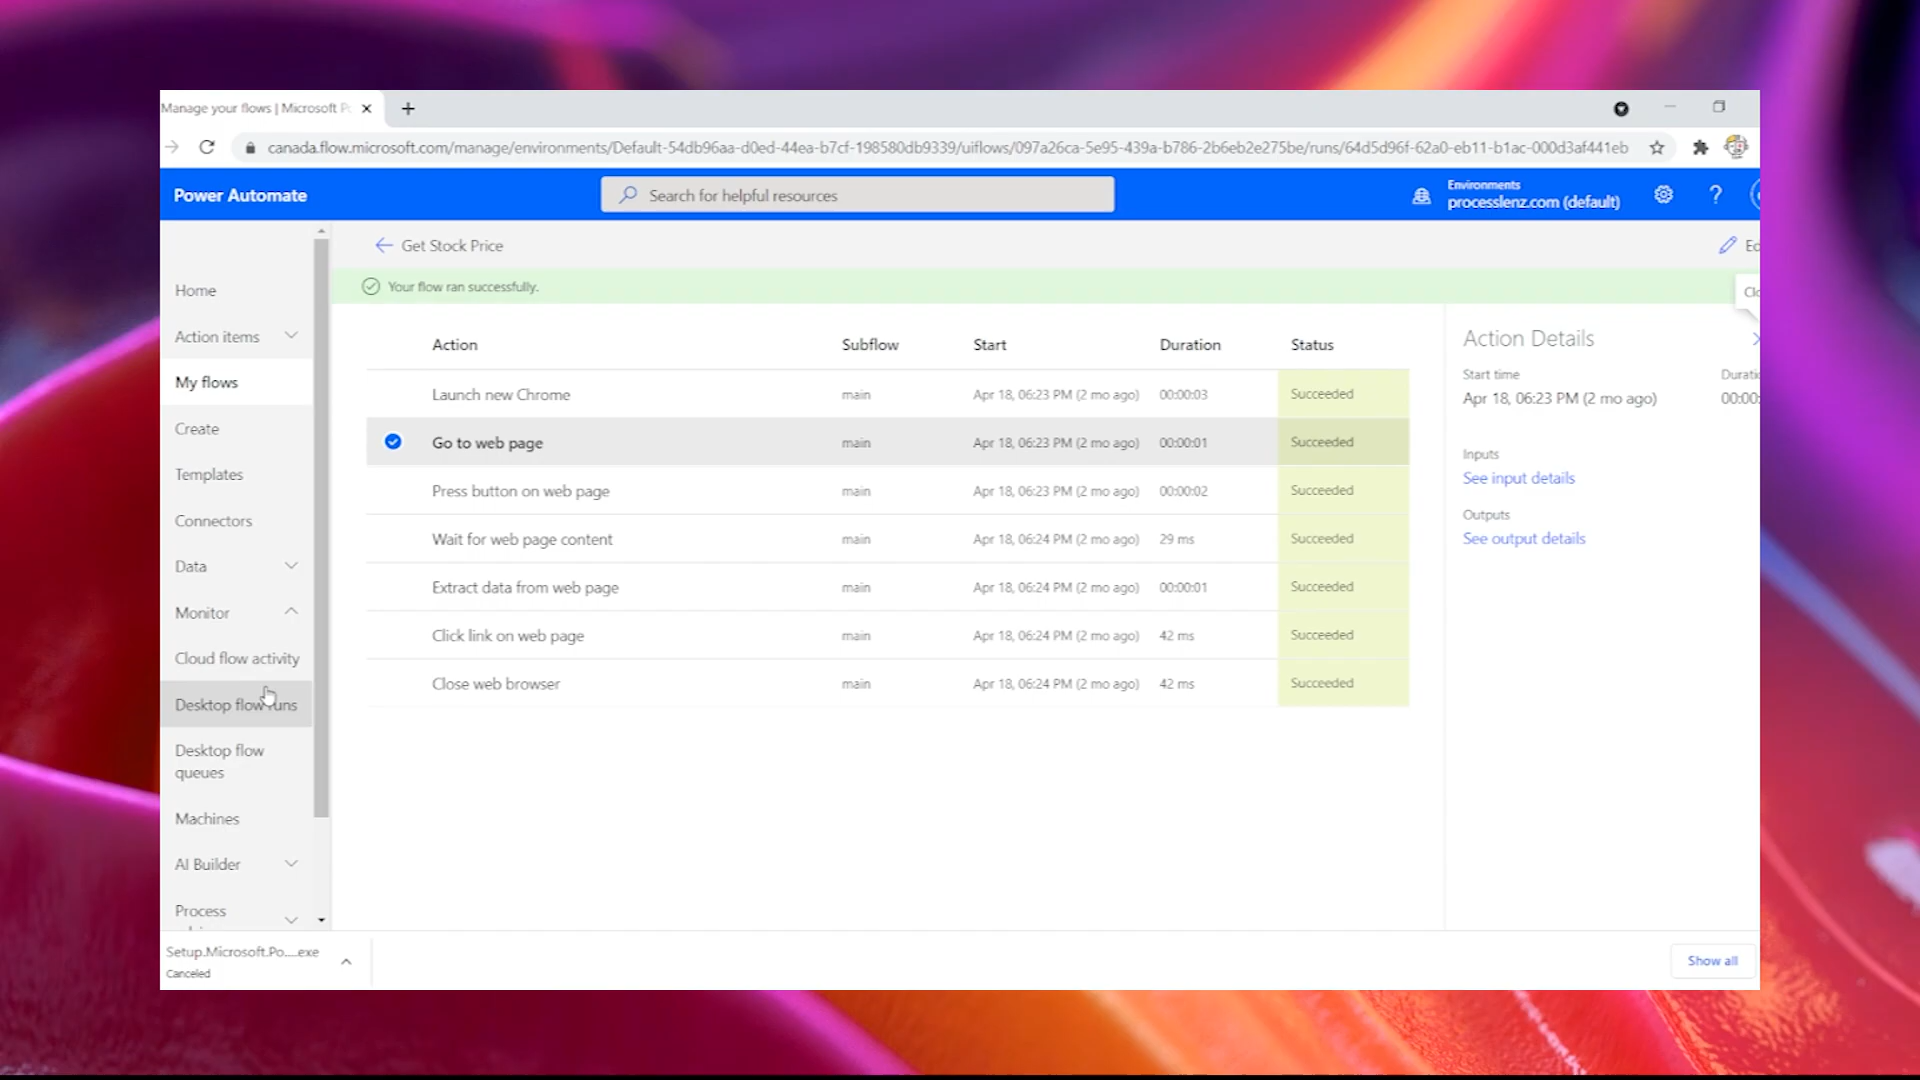 Manage your flows | Microsoft
canada.flow.microsoft.com/manage/environments/Default-54db96aa-d0ed-44ea-b7cf-198580db9339/uiflows/097a26ca-5e95-439a-b786-2b6eb2e275be/runs/64d5d96f-62a0-eb11-b1ac-000d3af441eb
Power Automate
Search for helpful resources
Environments
processlenz.com (default)
?
Get Stock Price
Your flow ran successfully.
Home
Action items
My flows
Create
Templates
Connectors
Data
Monitor
Cloud flow activity
Desktop flow runs
Desktop flow
queues
Machines
AI Builder
Process
Action Subflow Start Duration Status
Launch new Chrome main Apr 18, 06:23 PM (2 mo ago) 00:00:03 Succeeded
Go to web page main Apr 18, 06:23 PM (2 mo ago) 00:00:01 Succeeded
Press button on web page main Apr 18, 06:23 PM (2 mo ago) 00:00:02 Succeeded
Wait for web page content main Apr 18, 06:24 PM (2 mo ago) 29 ms Succeeded
Extract data from web page main Apr 18, 06:24 PM (2 mo ago) 00:00:01 Succeeded
Click link on web page main Apr 18, 06:24 PM (2 mo ago) 42 ms Succeeded
Close web browser main Apr 18, 06:24 PM (2 mo ago) 42 ms Succeeded
Action Details
Start time
Apr 18, 06:23 PM (2 mo ago)
00:00:
Inputs
See input details
Outputs
See output details
Setup.Microsoft.Po....exe
Canceled
Show all